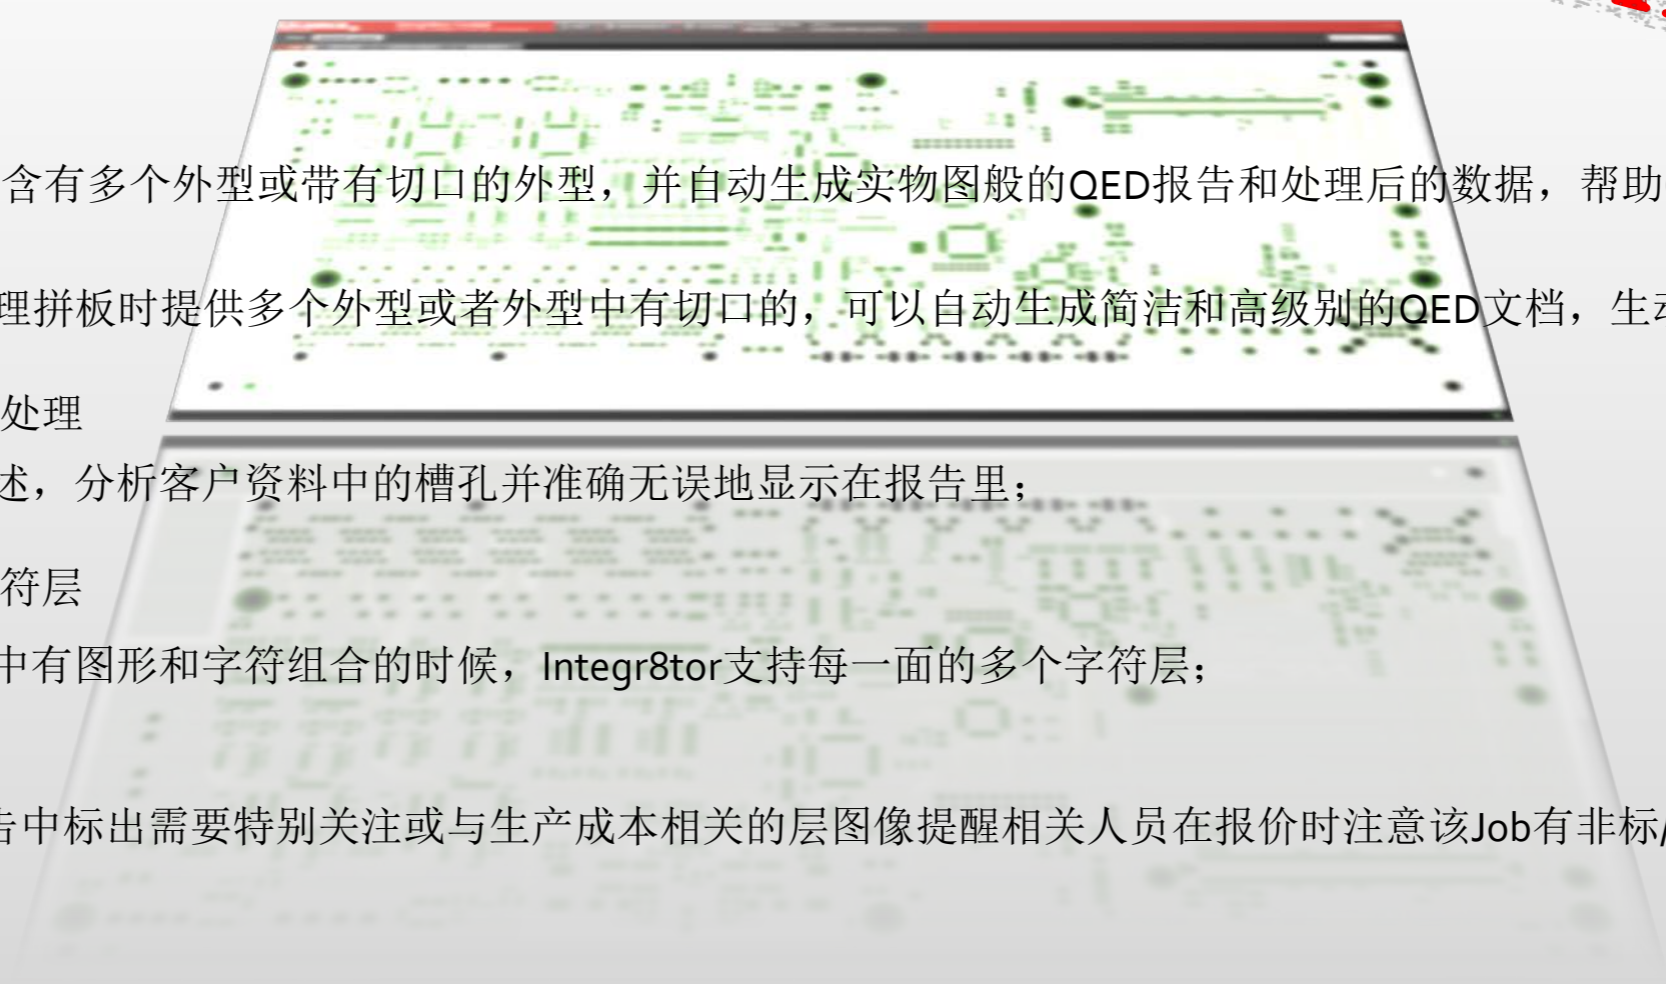 含有多个外型或带有切口的外型，并自动生成实物图般的QED报告和处理后的数据，帮助
理拼板时提供多个外型或者外型中有切口的，可以自动生成简洁和高级别的QED文档，生动
处理
述，分析客户资料中的槽孔并准确无误地显示在报告里；
符层
中有图形和字符组合的时候，Integr8tor支持每一面的多个字符层；
告中标出需要特别关注或与生产成本相关的层图像提醒相关人员在报价时注意该Job有非标/